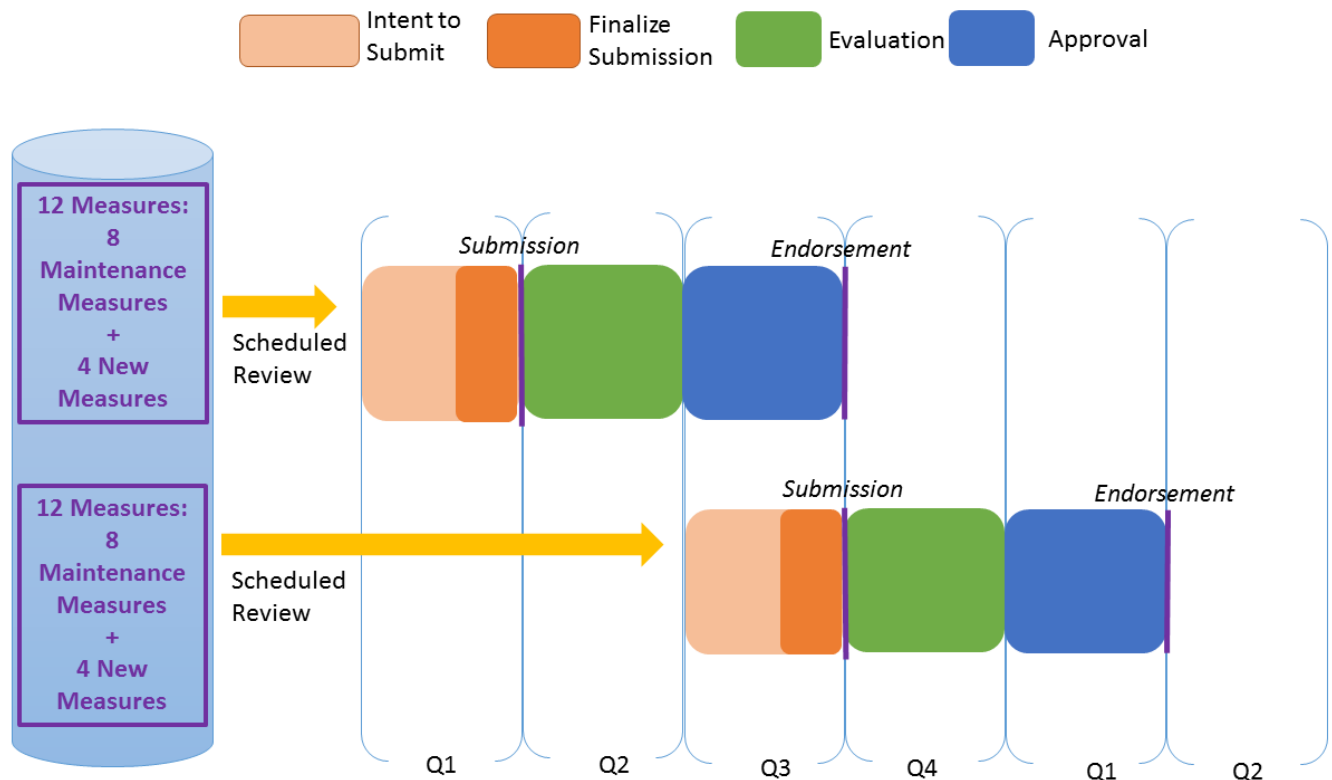 Intent to
Submit
Finalize
Submission
Evaluation
Approval
12 Measures:
8
Maintenance
Measures
+
4 New
Measures
Scheduled
Review
Submission
Endorsement
12 Measures:
8
Maintenance
Measures
+
4 New
Measures
Scheduled
Review
Submission
Endorsement
Q1
Q2
Q3
Q4
Q1
Q2